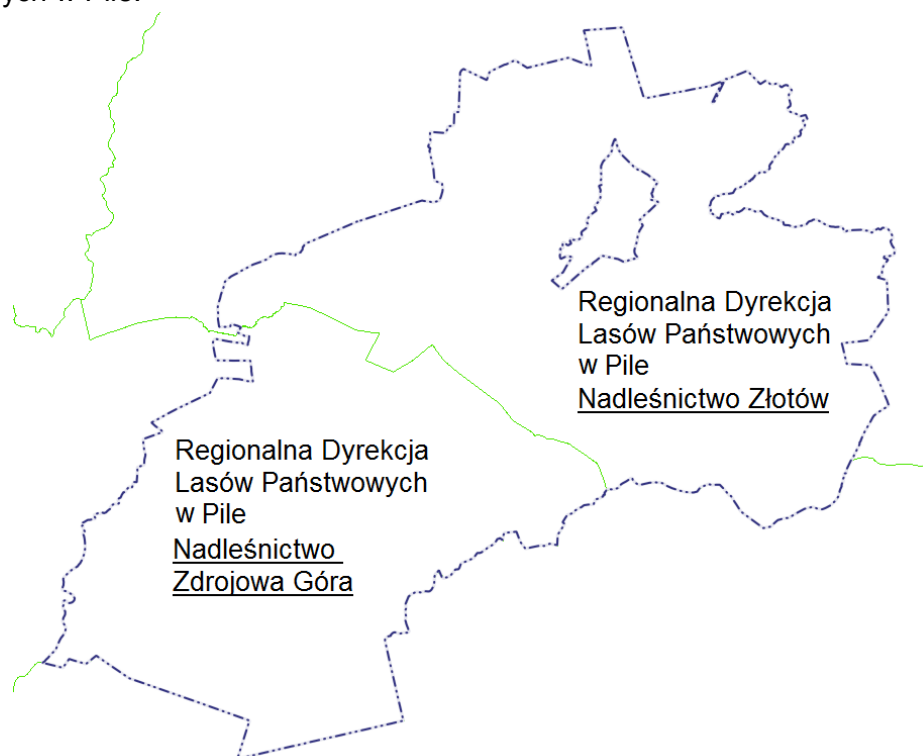 Regionalna Dyrekcja
Lasów Państwowych
w Pile
Nadleśnictwo Złotów
Regionalna Dyrekcja
Lasów Państwowych
w Pile
Nadleśnictwo
Zdrojowa Góra